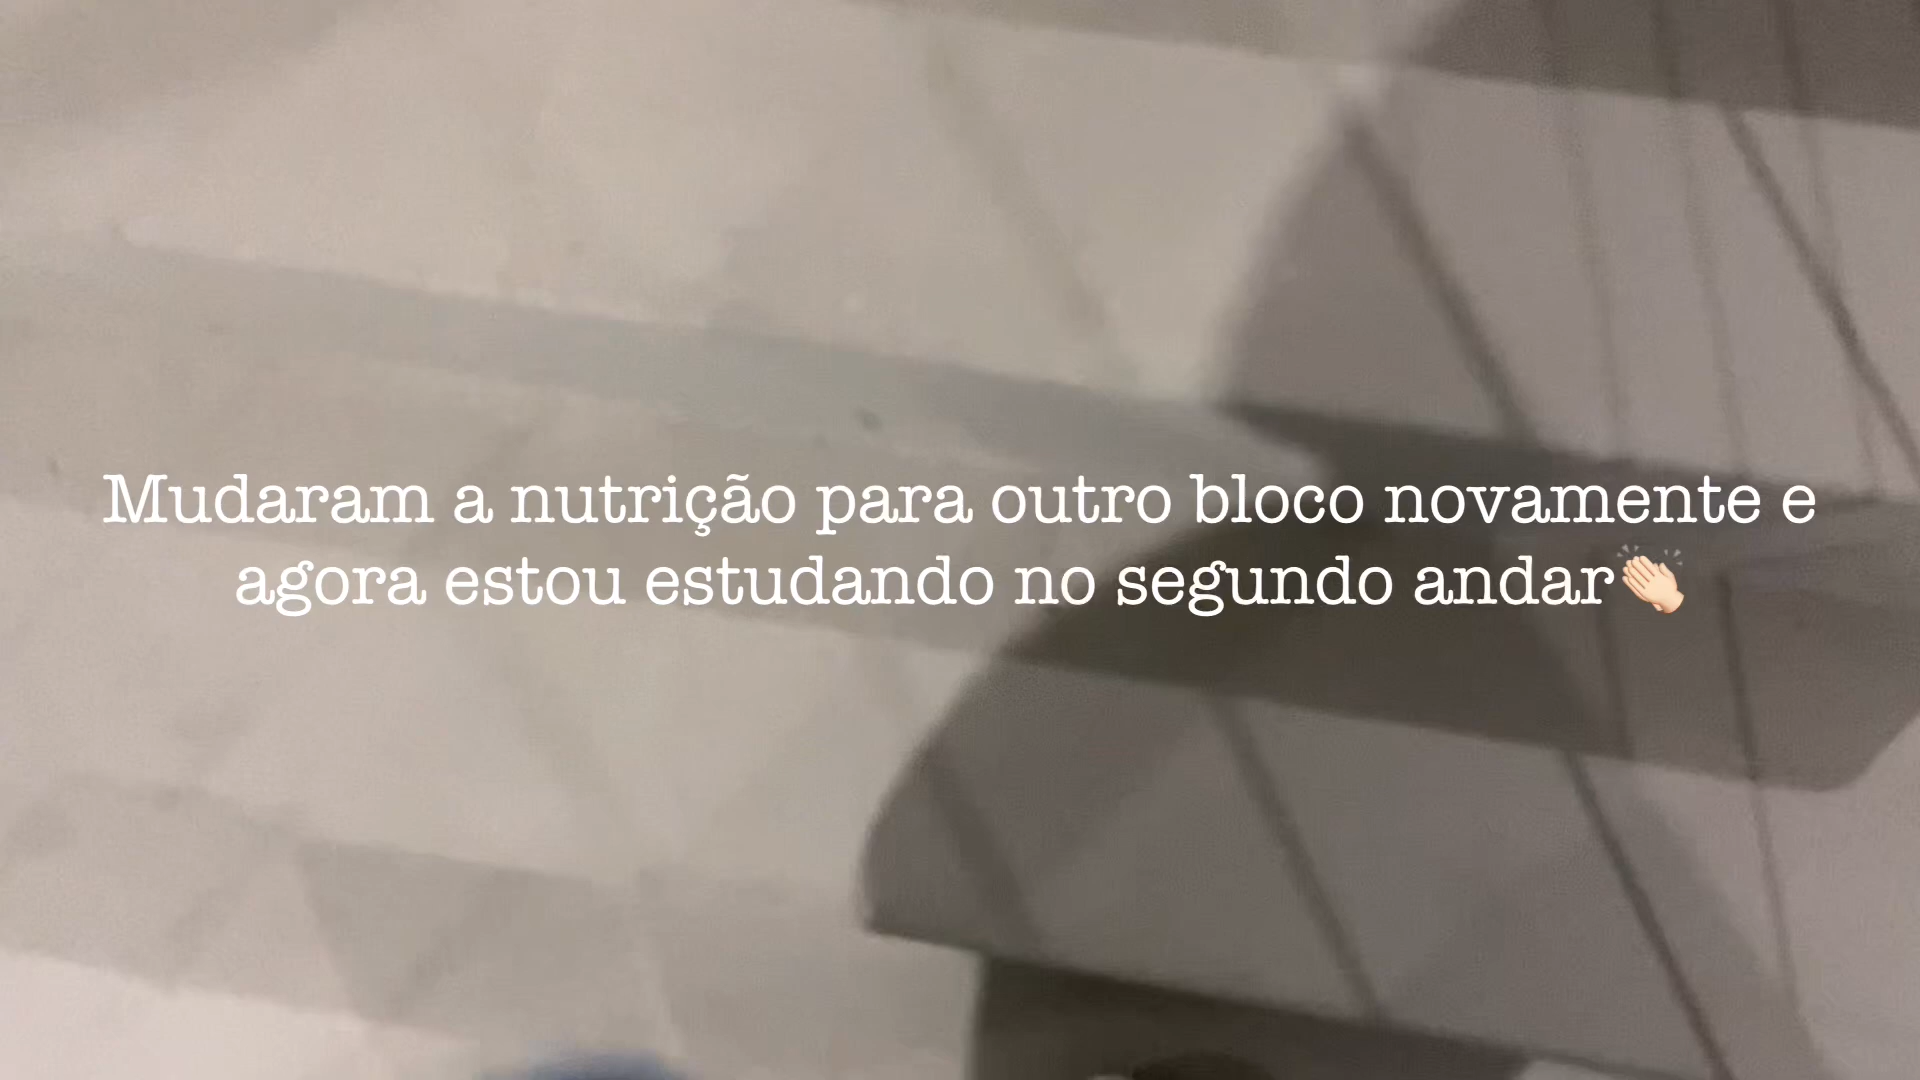 Mudaram a nutrição para outro bloco novamente e
agora estou estudando no segundo andar👏🏻